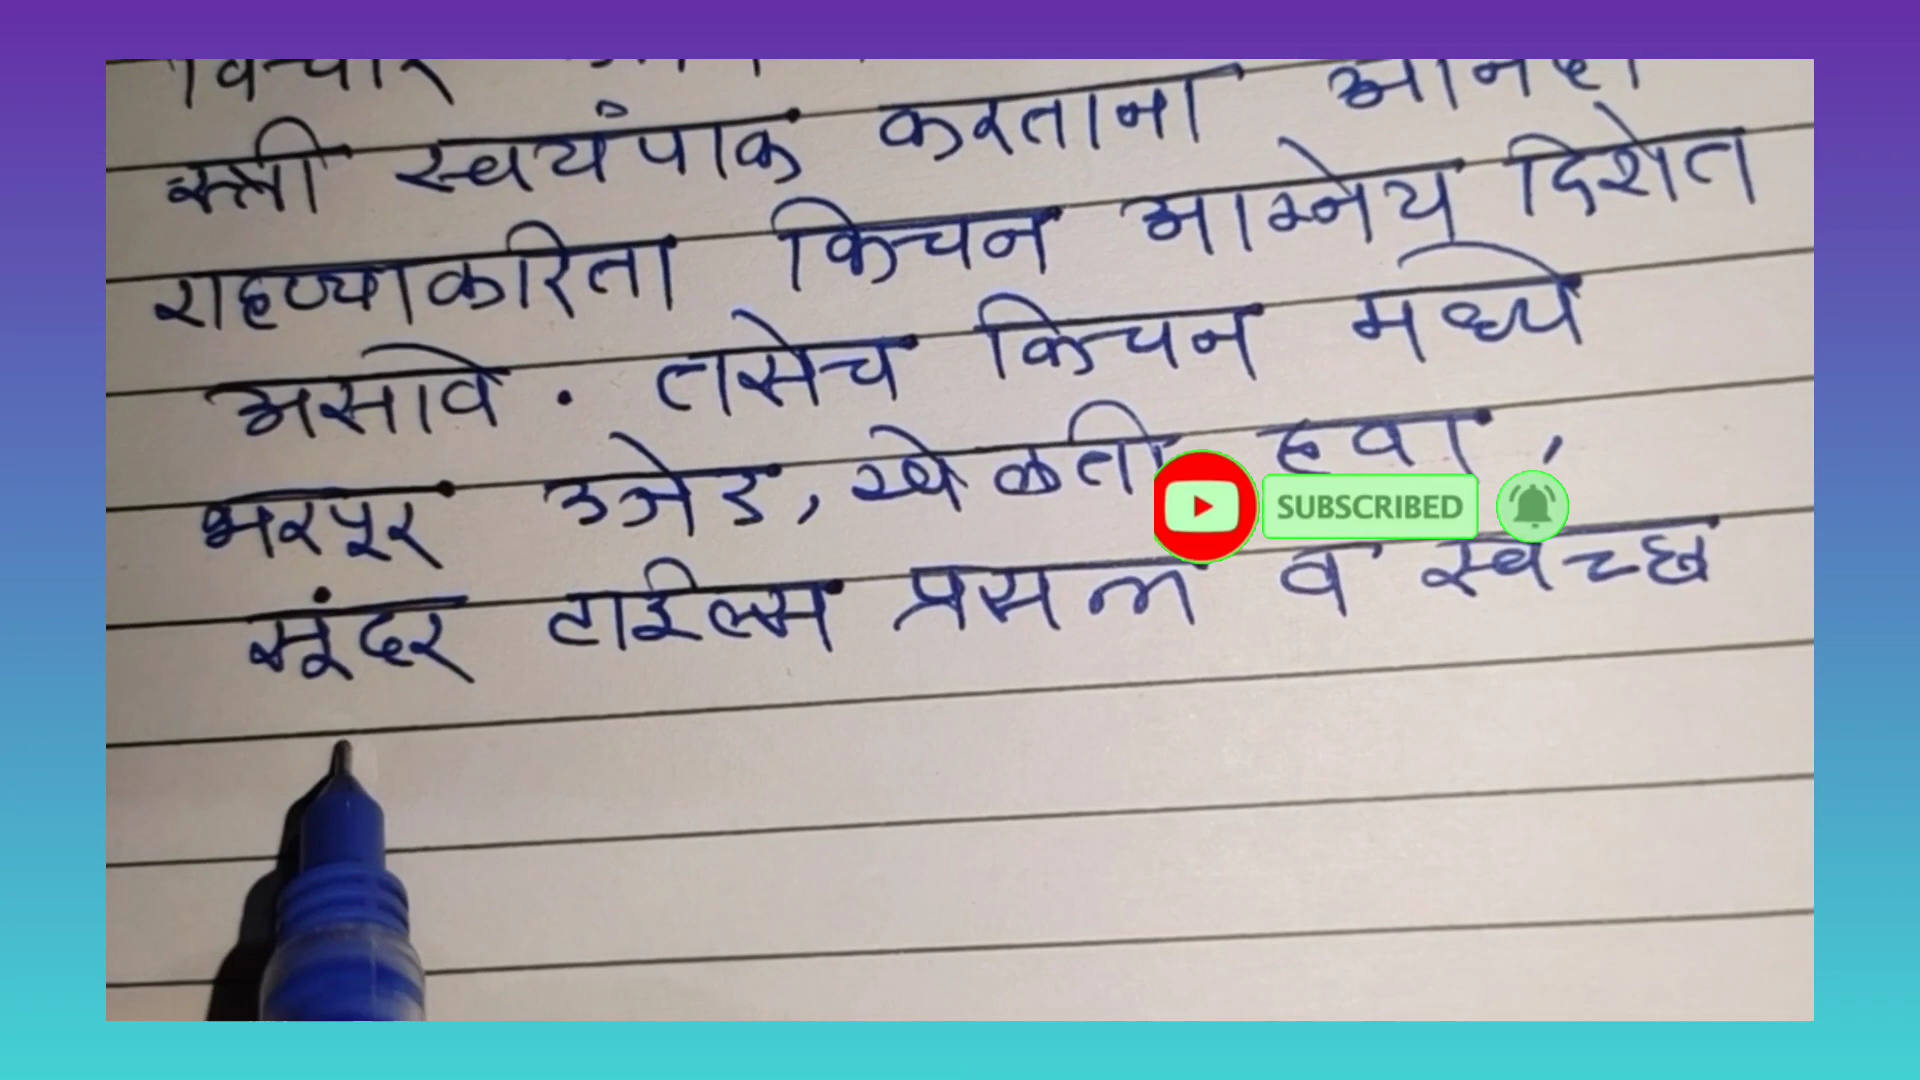 विचार
स्त्री स्वयंपाक करताना आनंदी
राहण्याकरिता किचन आग्नेय दिशेत
असावे. तसेच किचन मध्ये
भरपूर उजेड, खेळती हवा,
SUBSCRIBED
सूंदर टाईल्स प्रसन्न व स्वच्छ